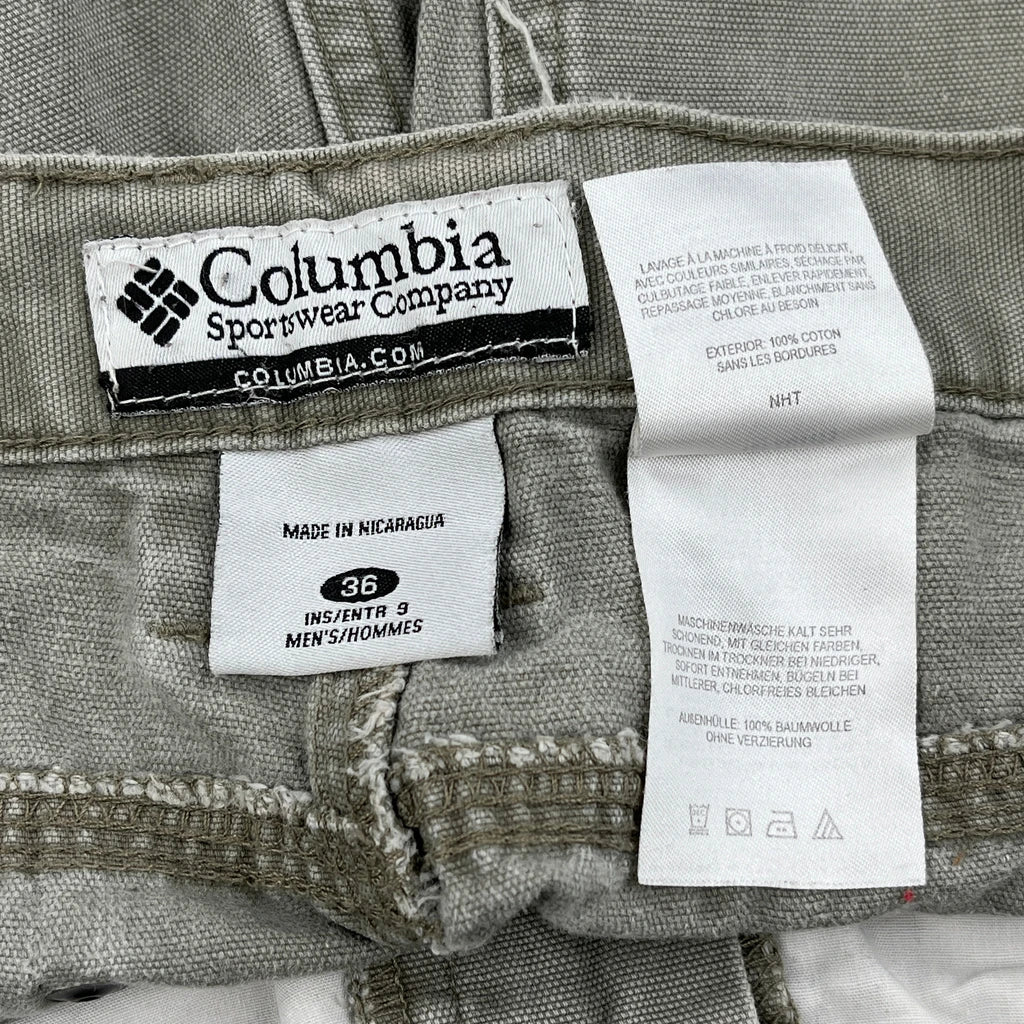 Columbia
Sportswear Company
COLUMBIA.COM
MADE IN NICARAGUA
36
INS/ENTR 9
MEN'S/HOMMES
LAVAGE À LA MACHINE À FROID DÉLICAT,
AVEC COULEURS SIMILAIRES, SÉCHAGE PAR
CULBUTAGE FAIBLE, ENLEVER RAPIDEMENT,
REPASSAGE MOYENNE, BLANCHIMENT SANS
CHLORE AU BESOIN
EXTERIOR: 100% COTON
SANS LES BORDURES
NHT
MASCHINENWÄSCHE KALT SEHR
SCHONEND, MIT GLEICHEN FARBEN,
TROCKNEN IM TROCKNER BEI NIEDRIGER,
SOFORT ENTNEHMEN, BÜGELN BEI
MITTLERER, CHLORFREIES BLEICHEN
AUßENHÜLLE: 100% BAUMWOLLE
OHNE VERZIERUNG